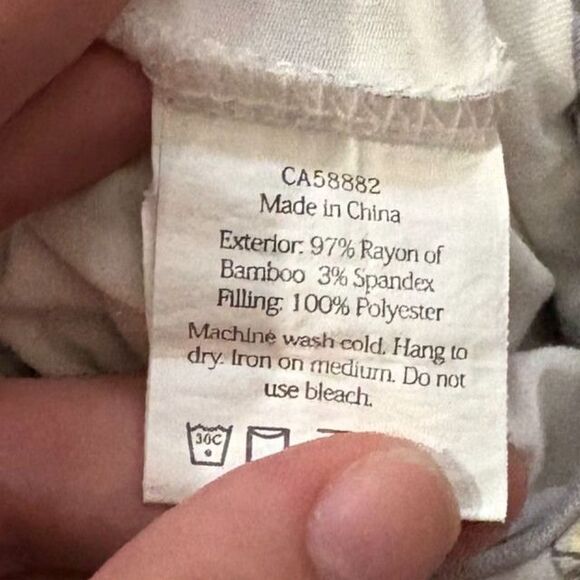 CA58882
Made in China
Exterior: 97% Rayon of
Bamboo 3% Spandex
Filling: 100% Polyester
Machine wash cold. Hang to
dry. Iron on medium. Do not
use bleach.
30C